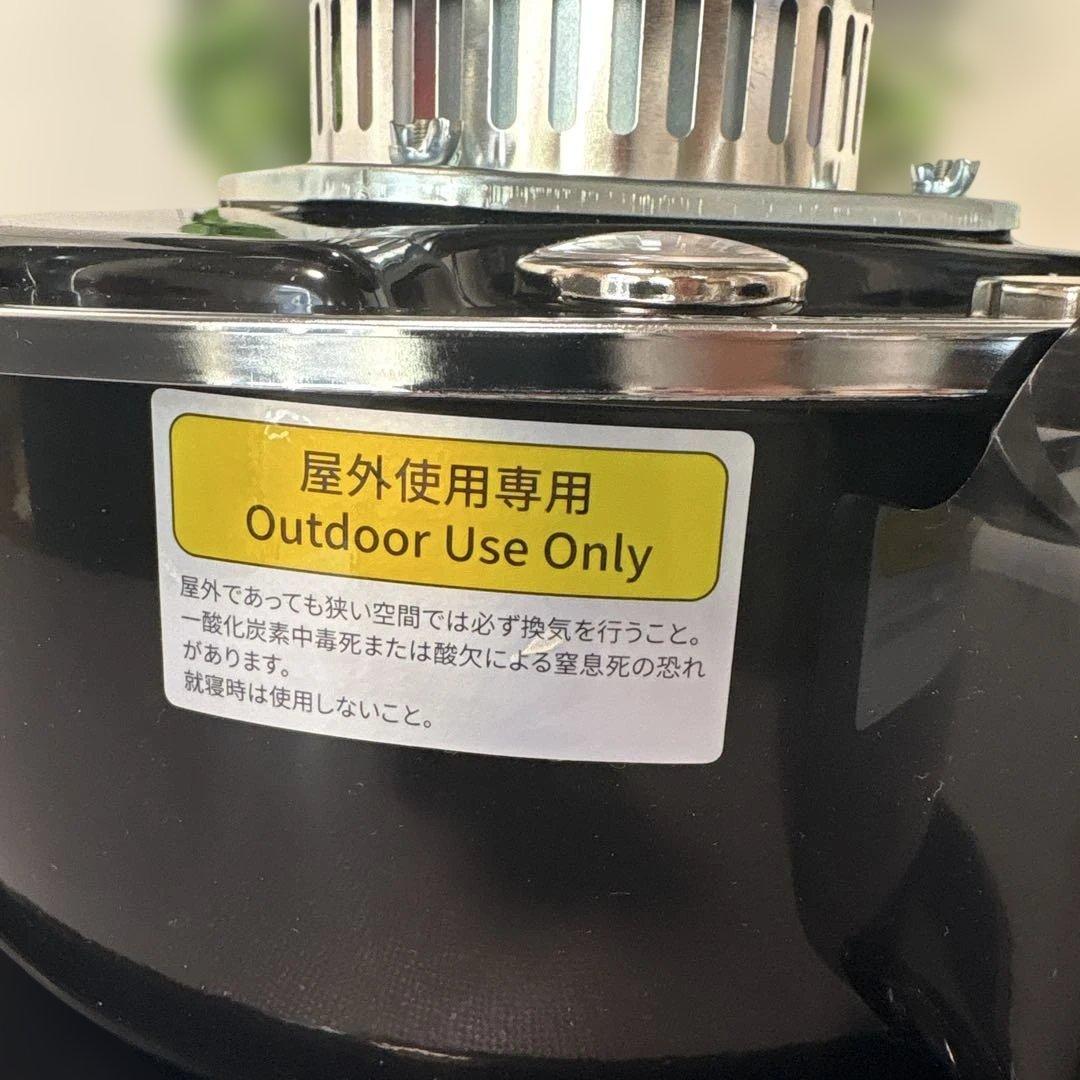 屋外使用専用
Outdoor Use Only
屋外であっても狭い空間では必ず換気を行うこと。
一酸化炭素中毒死または酸欠による窒息死の恐れ
があります。
就寝時は使用しないこと。